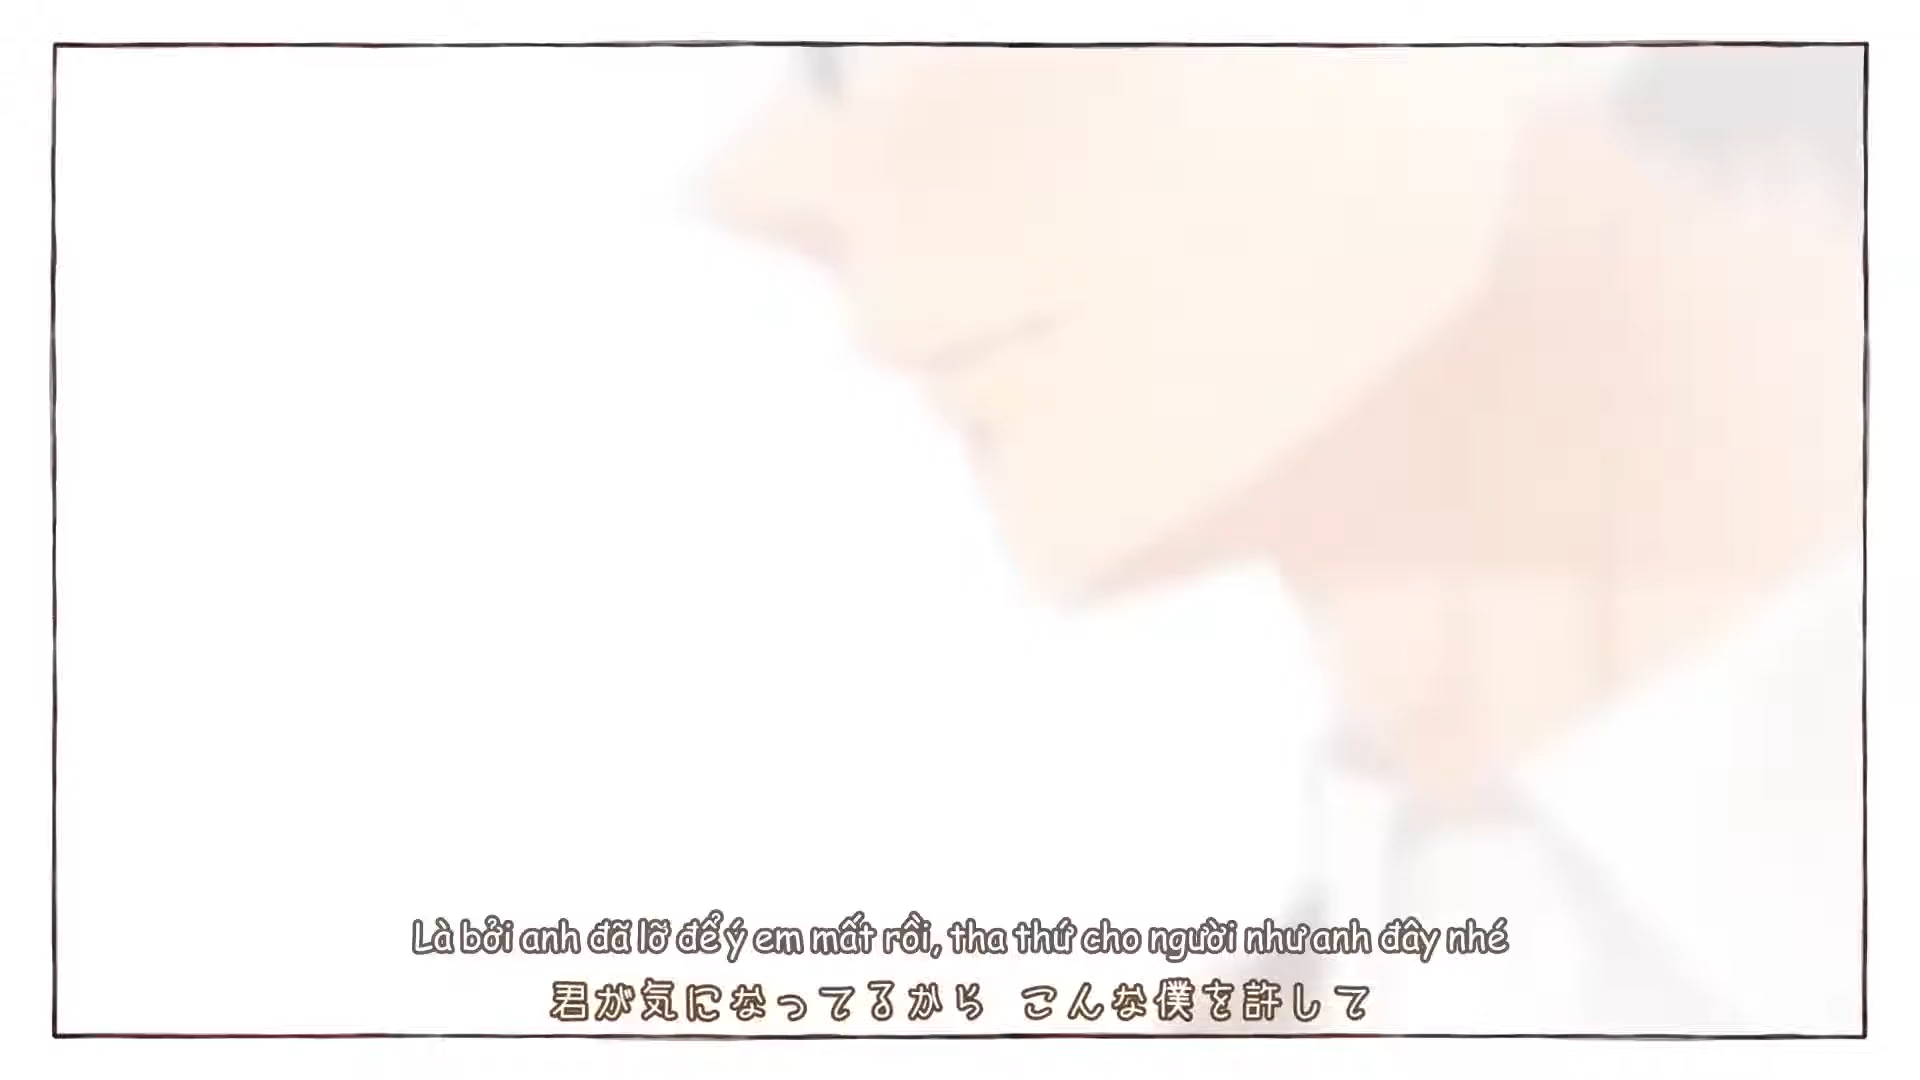 Là bởi anh đã lỡ để ý em mất rồi, tha thứ cho người như anh đây nhé
君が気になってるから こんな僕を許して